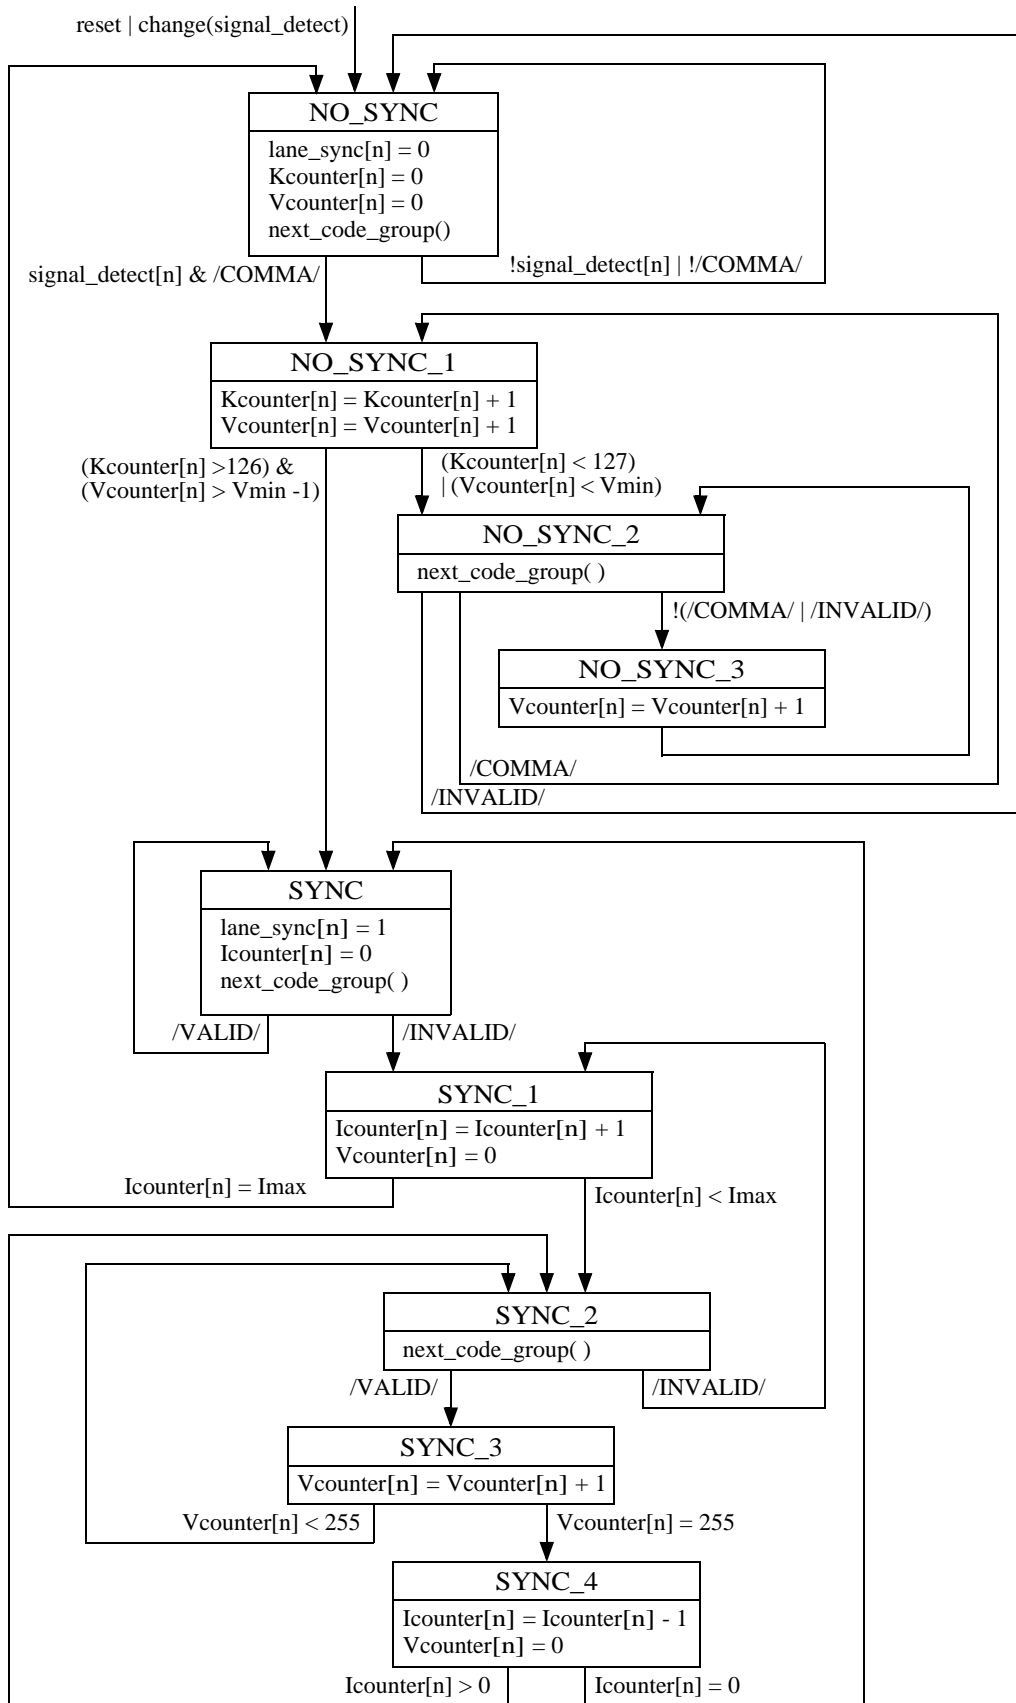 reset | change(signal_detect)
NO_SYNC
lane_sync[n] = 0
Kcounter[n] = 0
Vcounter[n] = 0
next_code_group()
signal_detect[n] & /COMMA/
!signal_detect[n] | !/COMMA/
NO_SYNC_1
Kcounter[n] = Kcounter[n] + 1
Vcounter[n] = Vcounter[n] + 1
(Kcounter[n] >126) &
(Vcounter[n] > Vmin -1)
(Kcounter[n] < 127)
| (Vcounter[n] < Vmin)
NO_SYNC_2
next_code_group( )
!(/COMMA/ | /INVALID/)
NO_SYNC_3
Vcounter[n] = Vcounter[n] + 1
/COMMA/
/INVALID/
SYNC
lane_sync[n] = 1
Icounter[n] = 0
next_code_group( )
/VALID/
/INVALID/
SYNC_1
Icounter[n] = Icounter[n] + 1
Vcounter[n] = 0
Icounter[n] = Imax
Icounter[n] < Imax
SYNC_2
next_code_group( )
/VALID/
/INVALID/
SYNC_3
Vcounter[n] = Vcounter[n] + 1
Vcounter[n] < 255
Vcounter[n] = 255
SYNC_4
Icounter[n] = Icounter[n] - 1
Vcounter[n] = 0
Icounter[n] > 0
Icounter[n] = 0